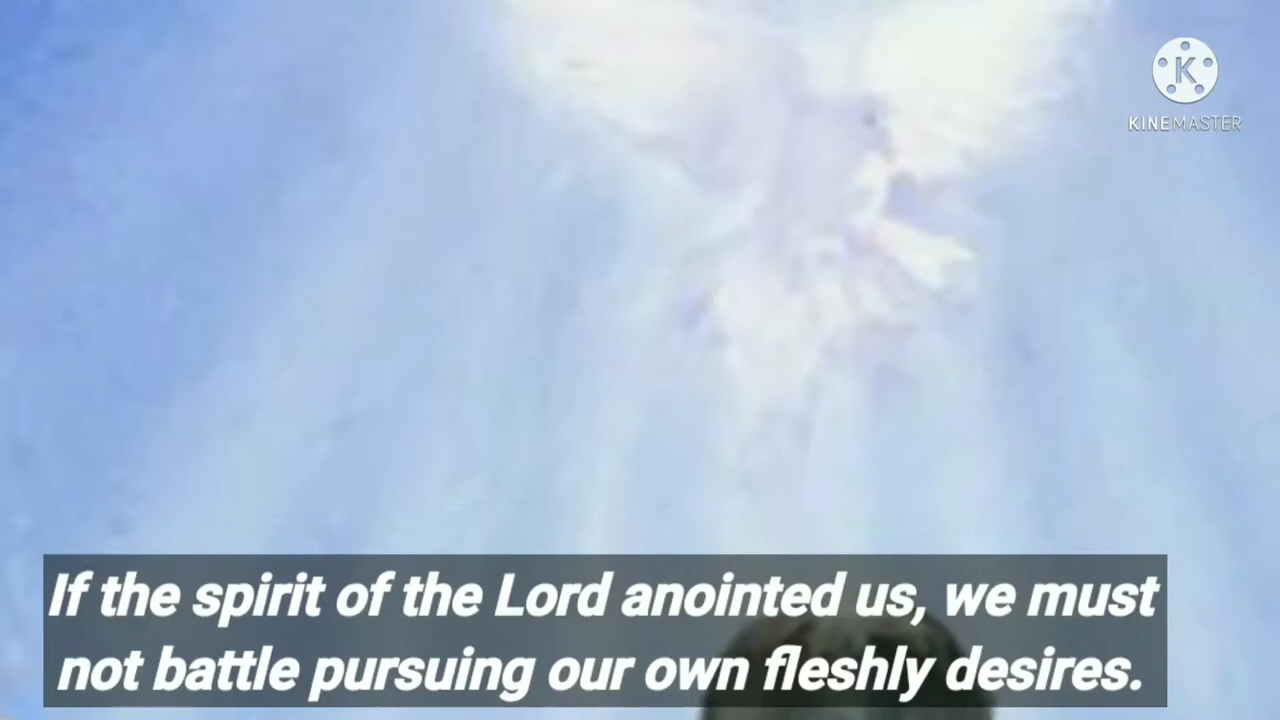 K
KINEMASTER
If the spirit of the Lord anointed us, we must
not battle pursuing our own fleshly desires.